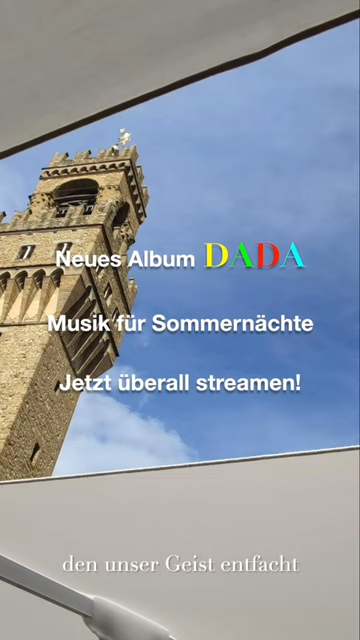 Neues Album DADA
Musik für Sommernächte
Jetzt überall streamen!
den unser Geist entfacht